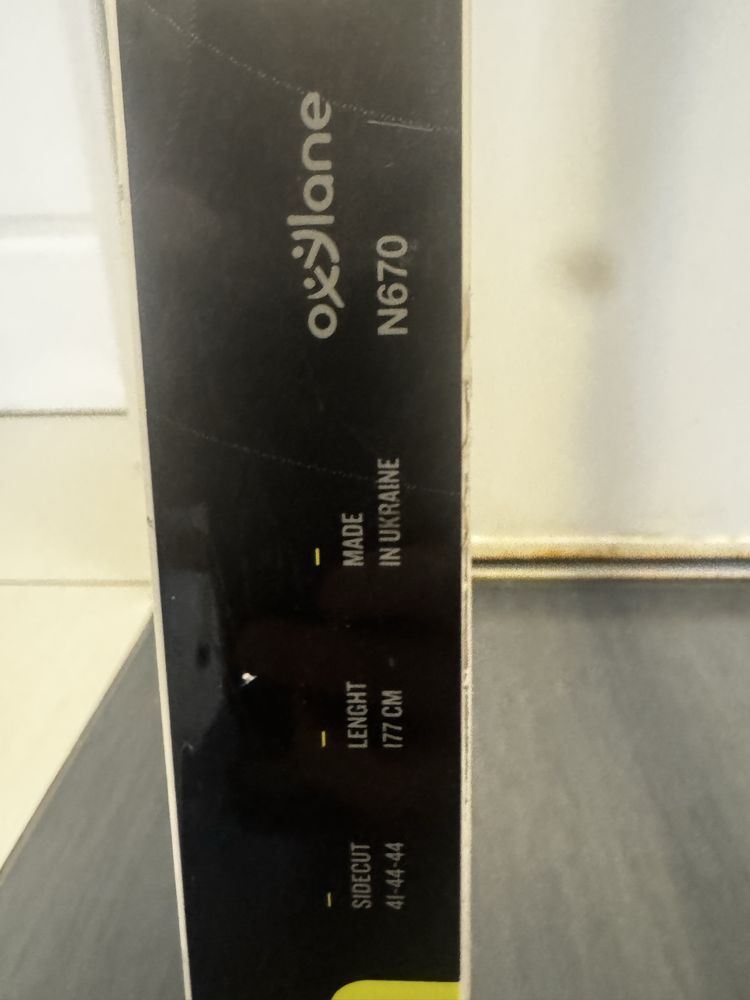 oxylane
N670
MADE
IN UKRAINE
LENGHT
177 CM
SIDECUT
41-44-44